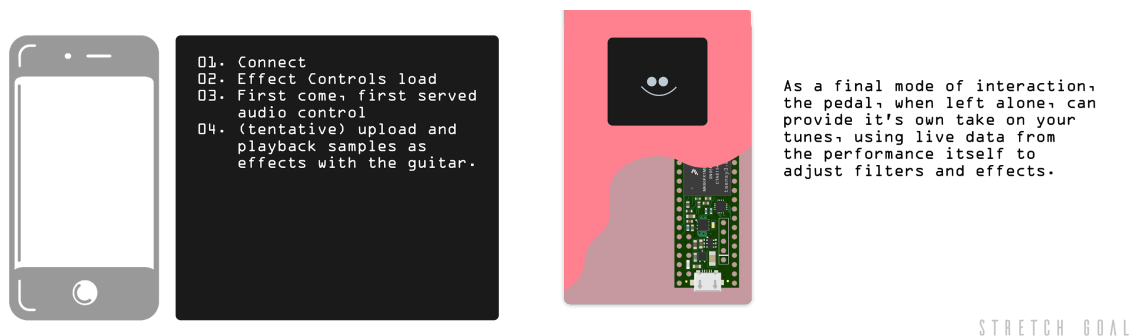 01. Connect
02. Effect Controls load
03. First come, first served
audio control
04. (tentative) upload and
playback samples as
effects with the guitar.
As a final mode of interaction,
the pedal, when left alone, can
provide it's own take on your
tunes, using live data from
the performance itself to
adjust filters and effects.
STRETCH GOAL